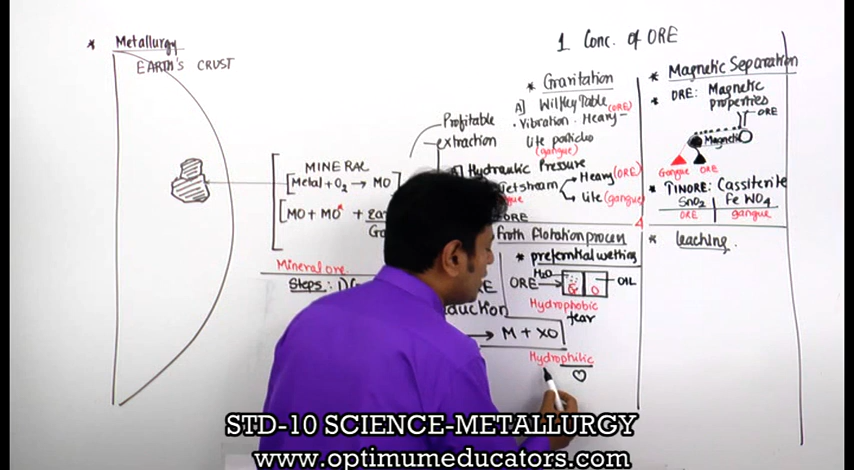 * Metallurgy
EARTH'S CRUST
MINERAL
[Metal + O2 → MO]
[MO + MO
Mineral ore.
Steps:
Profitable
extraction
→ M + XO
1 Conc. of ORE
* Gravitation
A] Wilfley Table
(ORE)
. Vibration . Heavy -
Lite particles
(gangue)
Hydraulic Pressure
Jet stream
Heavy (ORE)
Lite (gangue)
ORE
froth flotation process
* preferential wetting
H2O
ORE
OIL
Hydrophobic
fear
Hydrophilic
* Magnetic Separation
* ORE: Magnetic
properties
ORE
Magnetic
Gangue ORE
* TINORE: Cassiterite
SnO2 FeWO4
ORE gangue
* leaching.
STD-10 SCIENCE-METALLURGY
www.optimumeducators.com